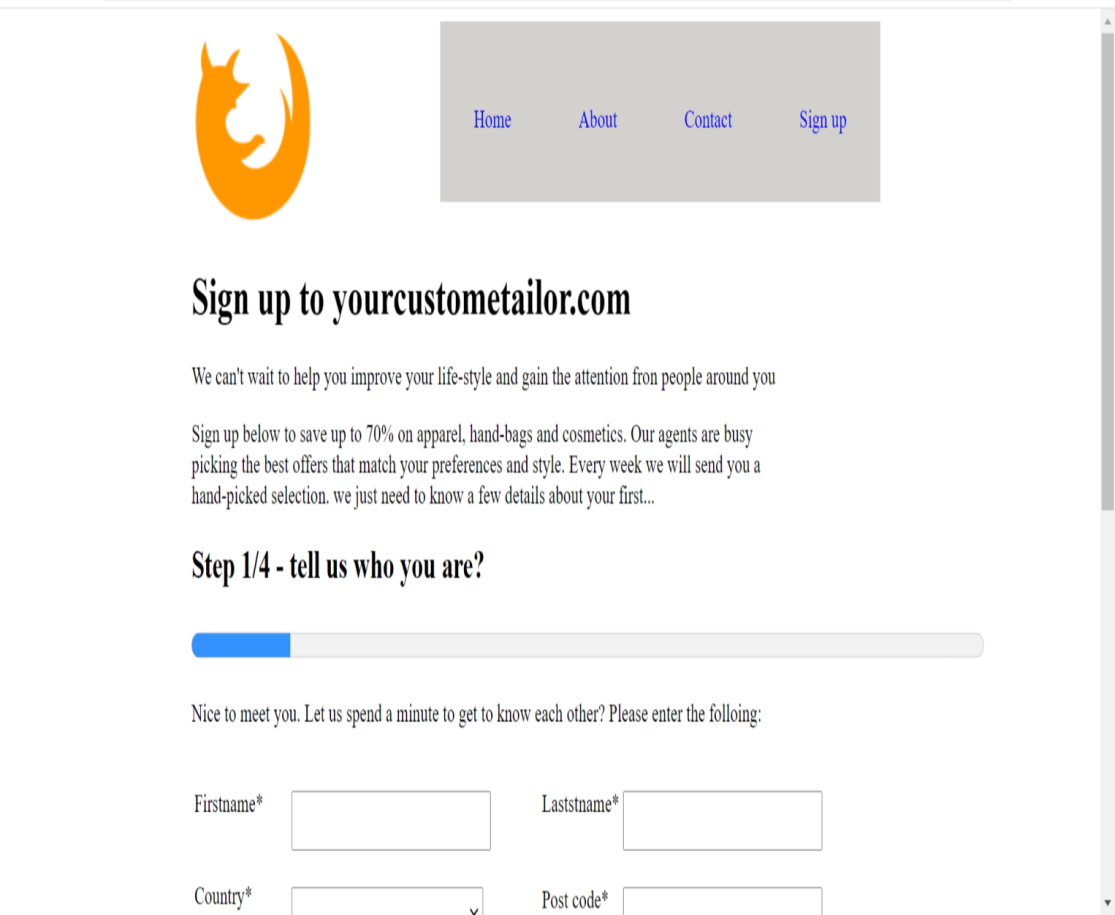 Home About Contact Sign up
Sign up to yourcustometailor.com
We can't wait to help you improve your life-style and gain the attention fron people around you
Sign up below to save up to 70% on apparel, hand-bags and cosmetics. Our agents are busy
picking the best offers that match your preferences and style. Every week we will send you a
hand-picked selection. we just need to know a few details about your first...
Step 1/4 - tell us who you are?
Nice to meet you. Let us spend a minute to get to know each other? Please enter the folloing:
Firstname* Laststname*
Country* Post code*